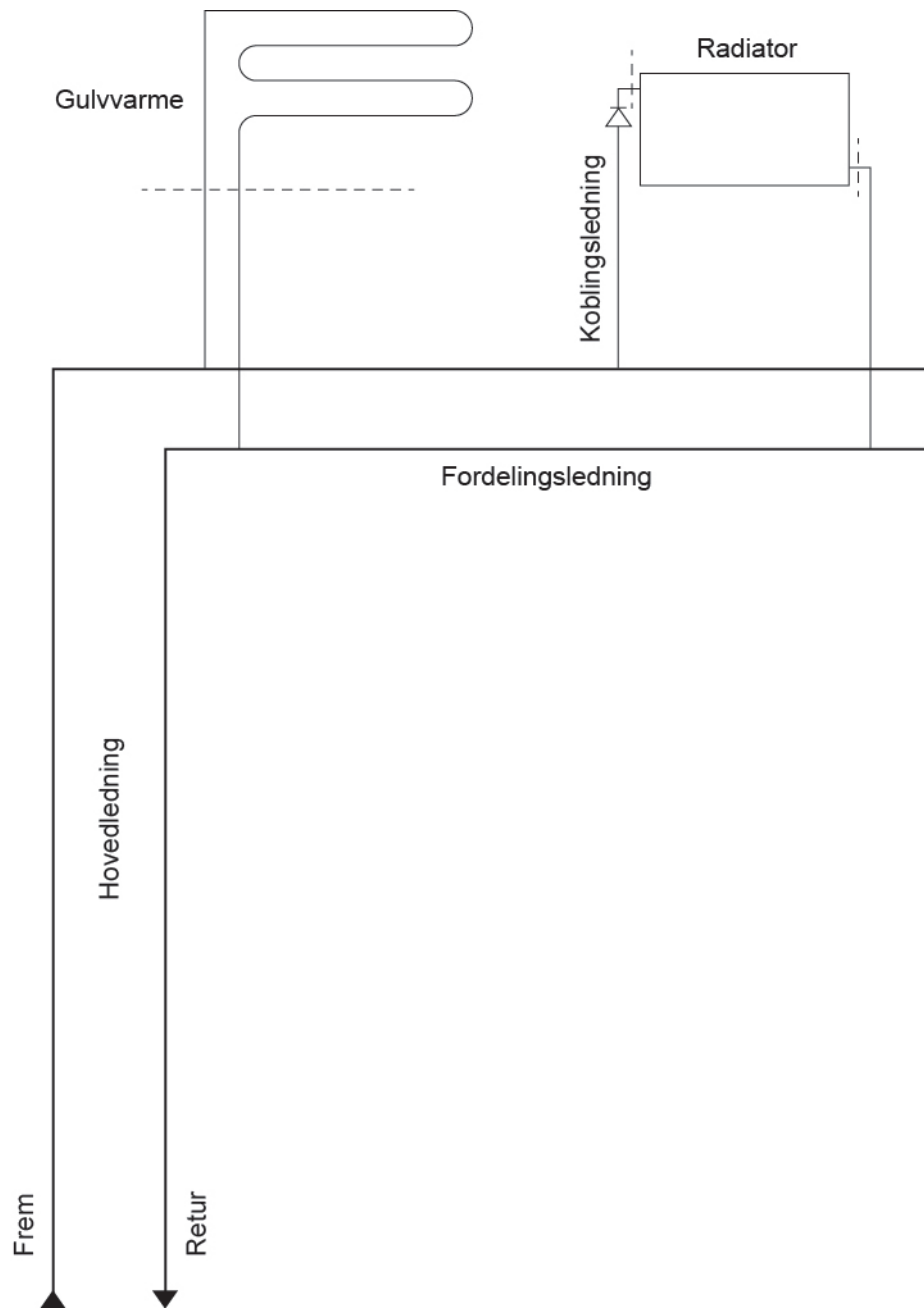 Radiator
Gulvvarme
Koblingsledning
Fordelingsledning
Hovedledning
Frem
Retur